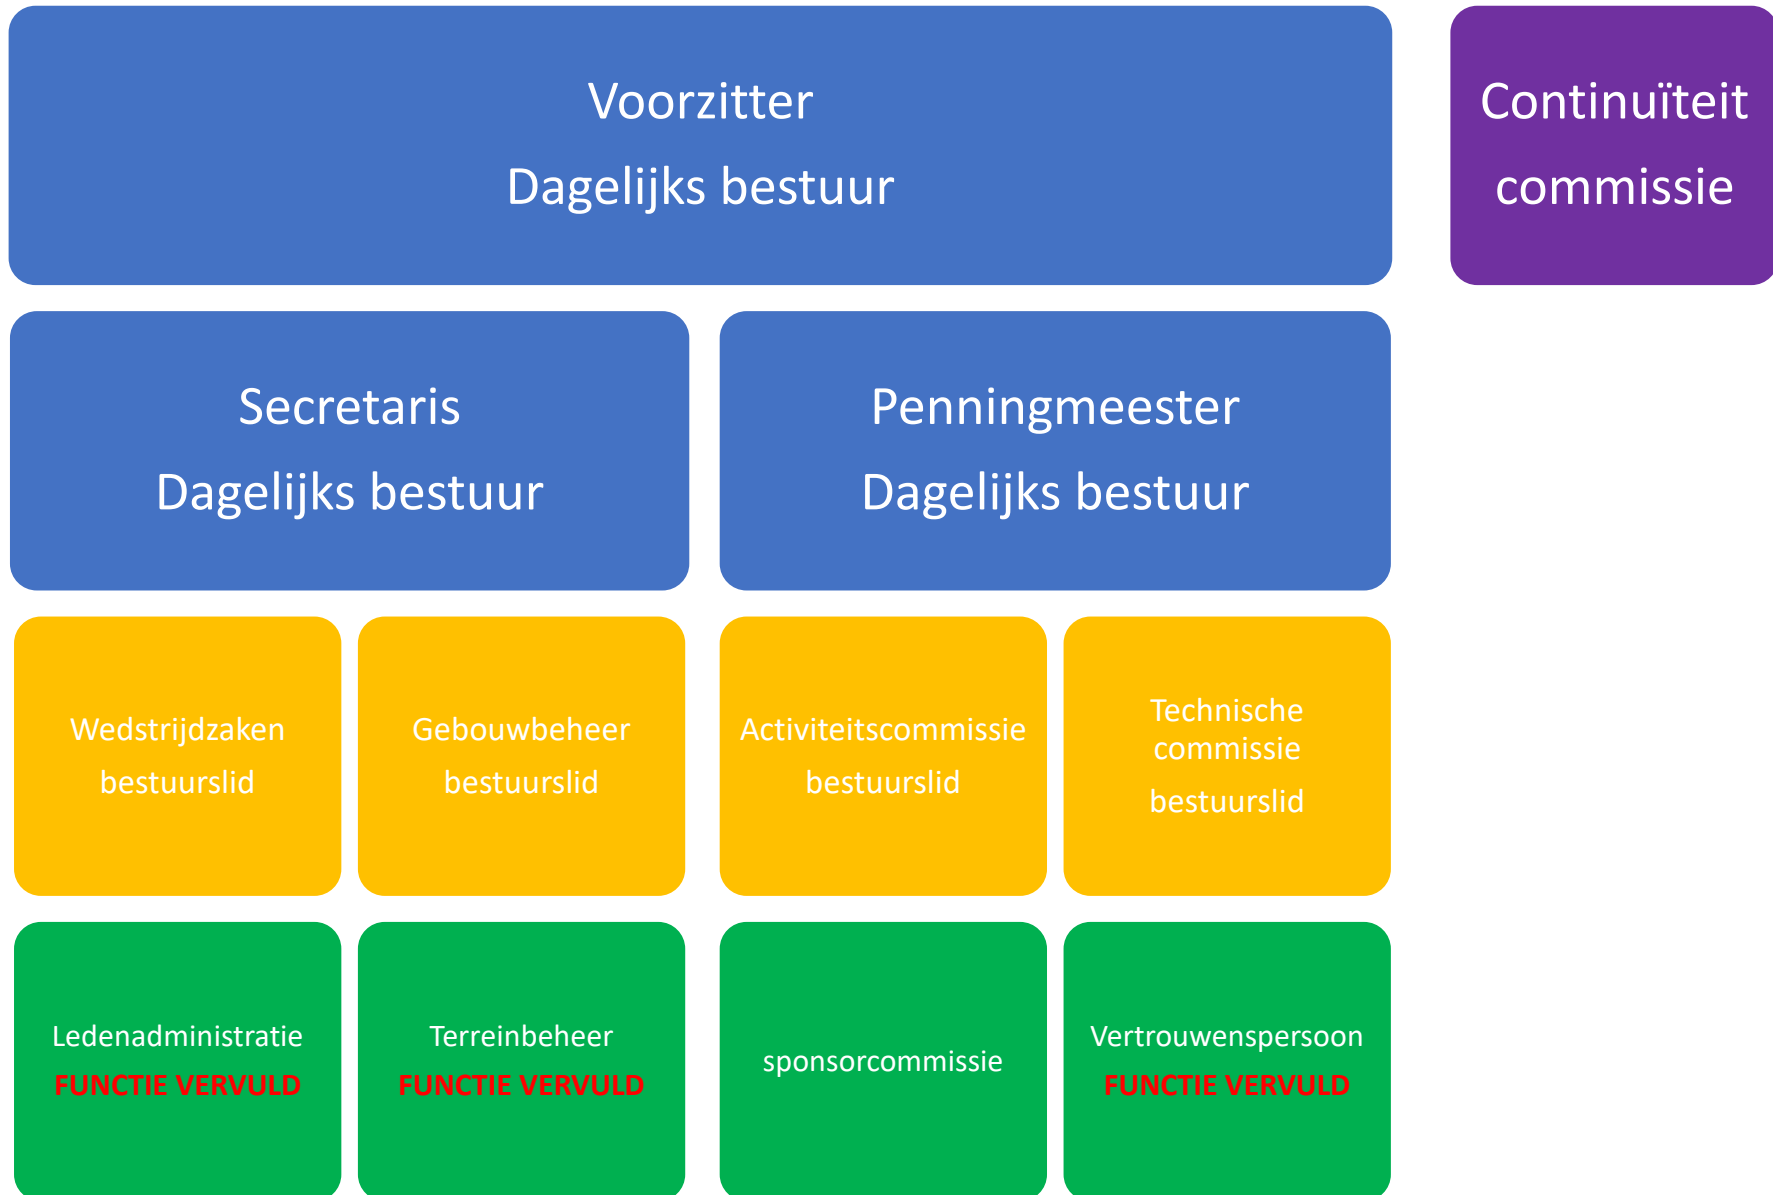 Voorzitter
Dagelijks bestuur
Continuïteit
commissie
Secretaris
Dagelijks bestuur
Penningmeester
Dagelijks bestuur
Wedstrijdzaken
bestuurslid
Gebouwbeheer
bestuurslid
Activiteitscommissie
bestuurslid
Technische
commissie
bestuurslid
Ledenadministratie
FUNCTIE VERVULD
Terreinbeheer
FUNCTIE VERVULD
sponsorcommissie
Vertrouwenspersoon
FUNCTIE VERVULD